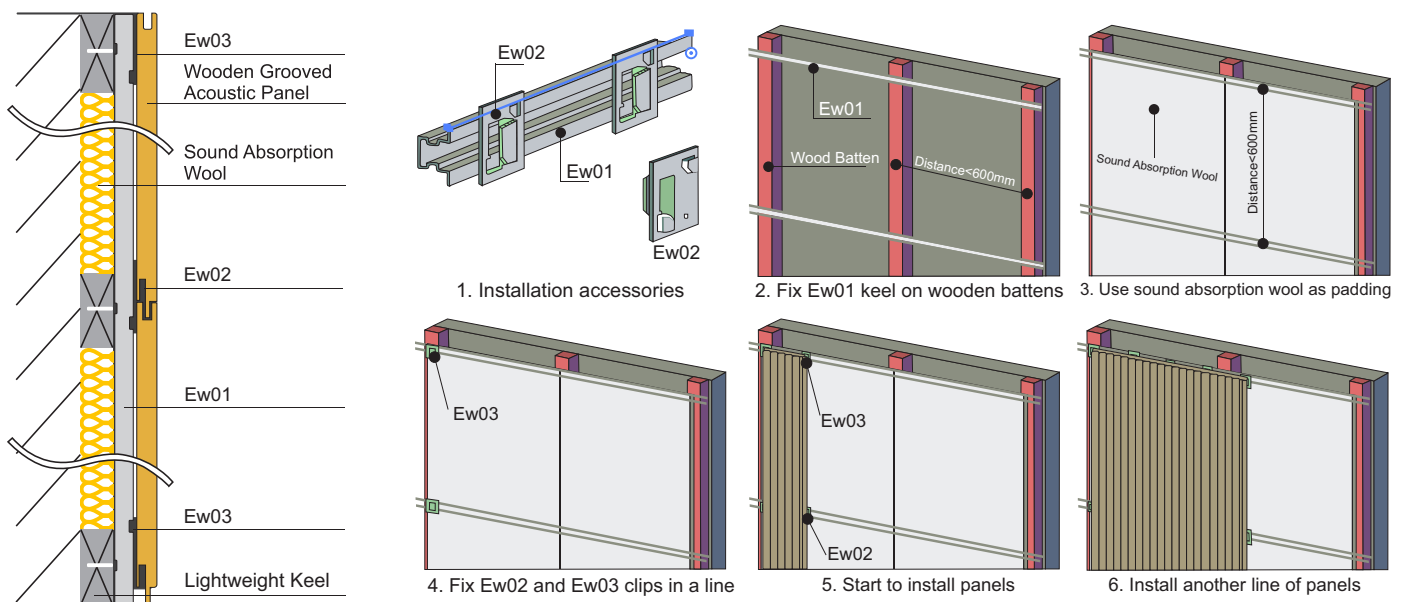 Ew03
Wooden Grooved
Acoustic Panel
Sound Absorption
Wool
Ew02
Ew01
Ew03
Lightweight Keel
Ew02
Ew01
Ew02
1. Installation accessories
Ew01
Wood Batten
Distance<600mm
2. Fix Ew01 keel on wooden battens
Sound Absorption Wool
Distance<600mm
3. Use sound absorption wool as padding
Ew03
4. Fix Ew02 and Ew03 clips in a line
Ew03
Ew02
5. Start to install panels
6. Install another line of panels